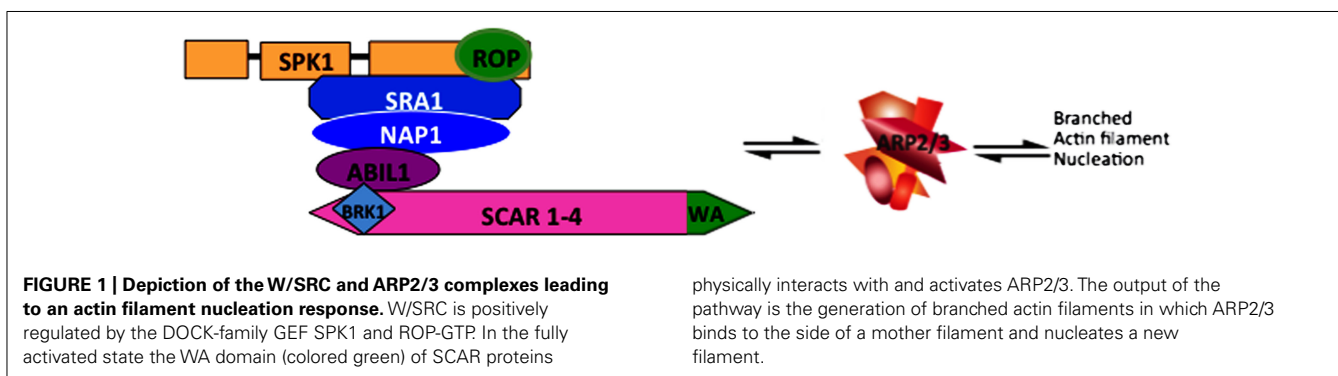 SPK1
ROP
SRA1
NAP1
ABIL1
BRK1
SCAR 1-4
WA
ARP2/3
Branched
Actin filament
Nucleation
FIGURE 1 | Depiction of the W/SRC and ARP2/3 complexes leading
to an actin filament nucleation response. W/SRC is positively
regulated by the DOCK-family GEF SPK1 and ROP-GTP. In the fully
activated state the WA domain (colored green) of SCAR proteins
physically interacts with and activates ARP2/3. The output of the
pathway is the generation of branched actin filaments in which ARP2/3
binds to the side of a mother filament and nucleates a new
filament.